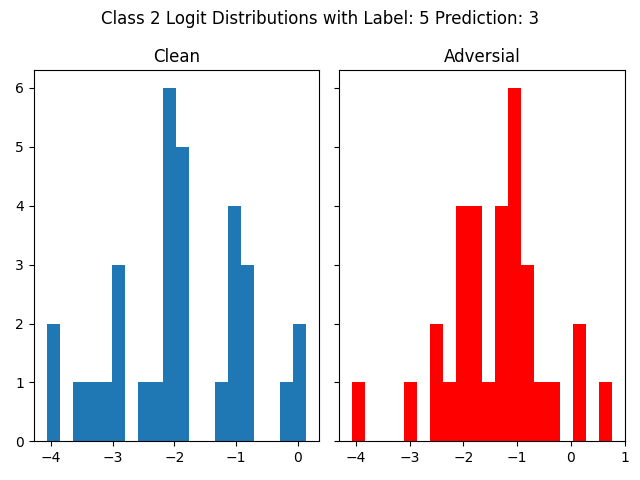 Class 2 Logit Distributions with Label: 5 Prediction: 3
Clean
Adversial
6
5
4
3
2
1
0
−4 −3 −2 −1 0
−4 −3 −2 −1 0 1